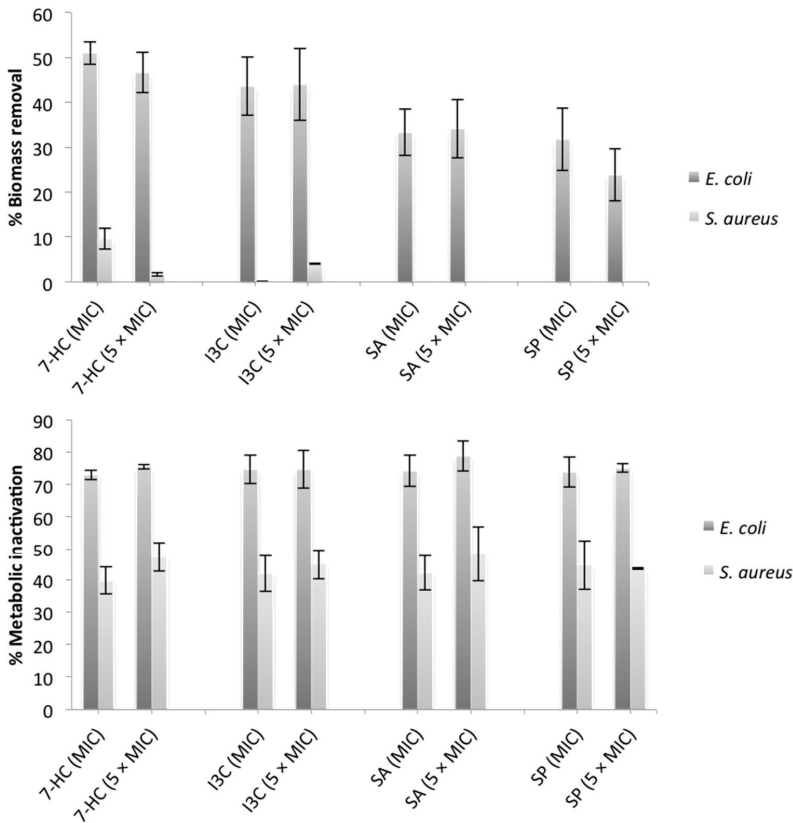 60
50
40
30
20
10
0
% Biomass removal
7-HC (MIC)
7-HC (5 × MIC)
I3C (MIC)
I3C (5 × MIC)
SA (MIC)
SA (5 × MIC)
SP (MIC)
SP (5 × MIC)
E. coli
S. aureus
90
80
70
60
50
40
30
20
10
0
% Metabolic inactivation
7-HC (MIC)
7-HC (5 × MIC)
I3C (MIC)
I3C (5 × MIC)
SA (MIC)
SA (5 × MIC)
SP (MIC)
SP (5 × MIC)
E. coli
S. aureus